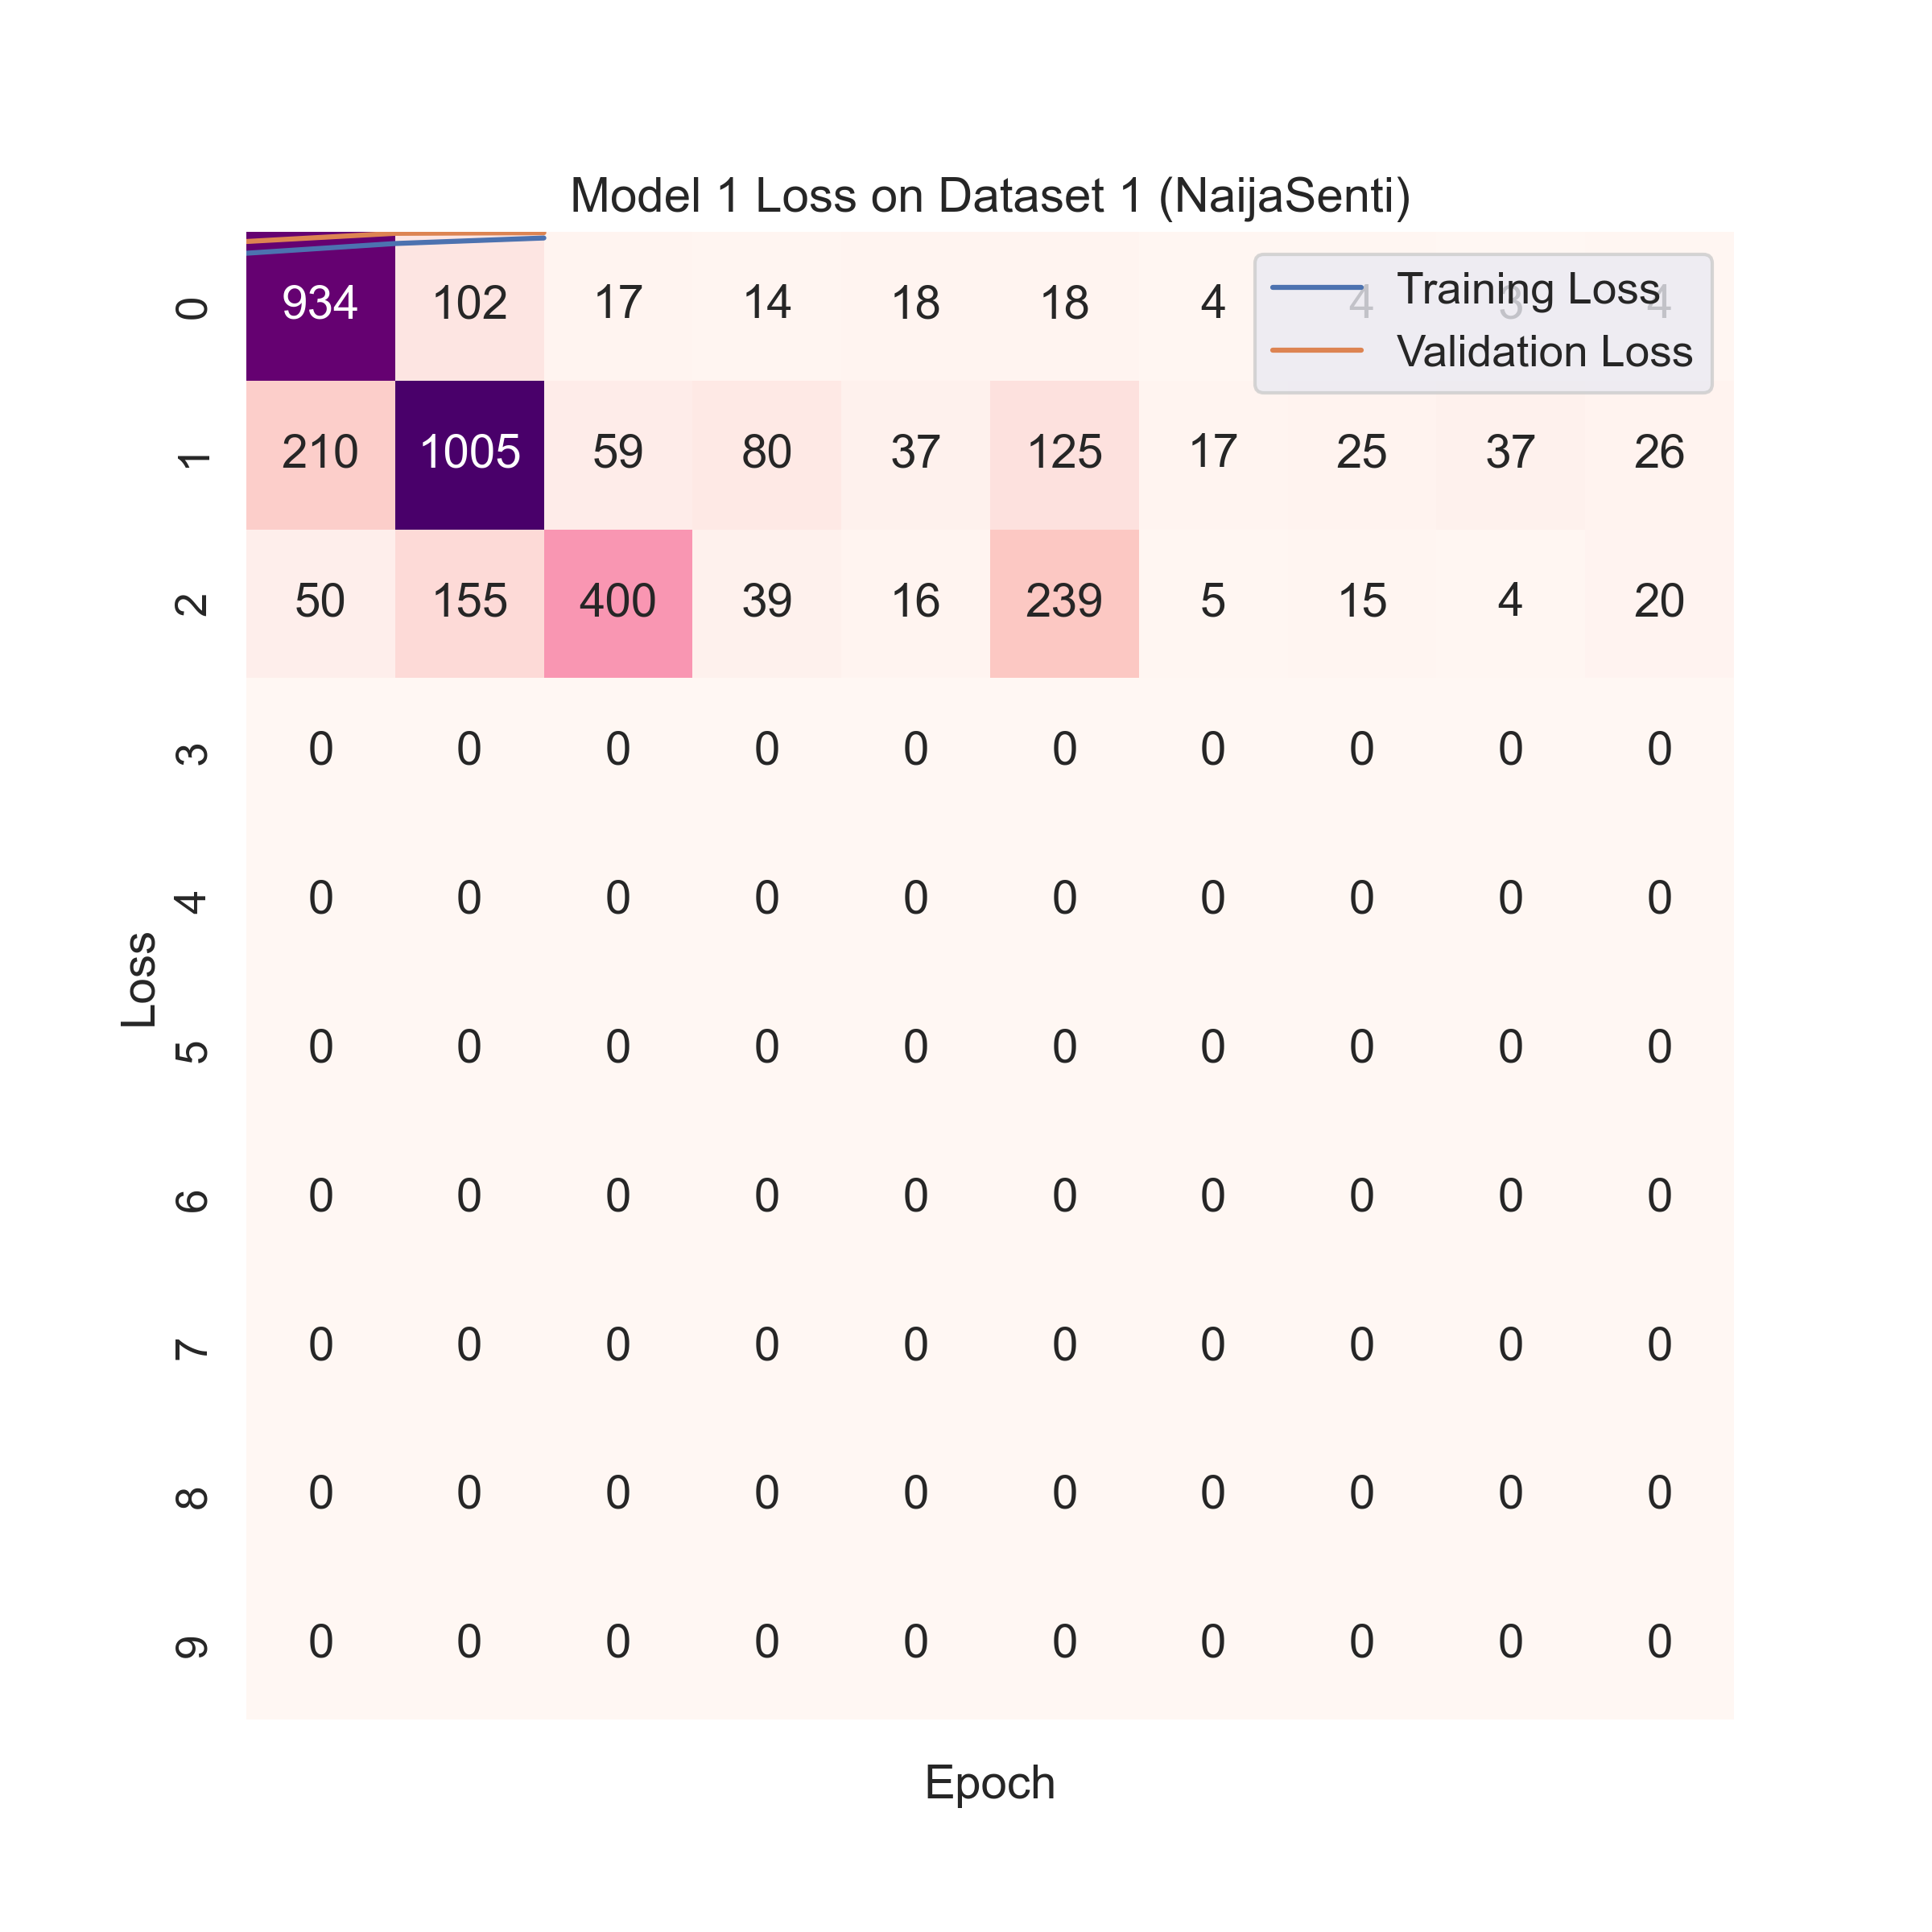 Model 1 Loss on Dataset 1 (NaijaSenti)
Training Loss
Validation Loss
0 934 102 17 14 18 18 4 4 3 4
1 210 1005 59 80 37 125 17 25 37 26
2 50 155 400 39 16 239 5 15 4 20
3 0 0 0 0 0 0 0 0 0 0
4 0 0 0 0 0 0 0 0 0 0
5 0 0 0 0 0 0 0 0 0 0
6 0 0 0 0 0 0 0 0 0 0
7 0 0 0 0 0 0 0 0 0 0
8 0 0 0 0 0 0 0 0 0 0
9 0 0 0 0 0 0 0 0 0 0
Loss
Epoch